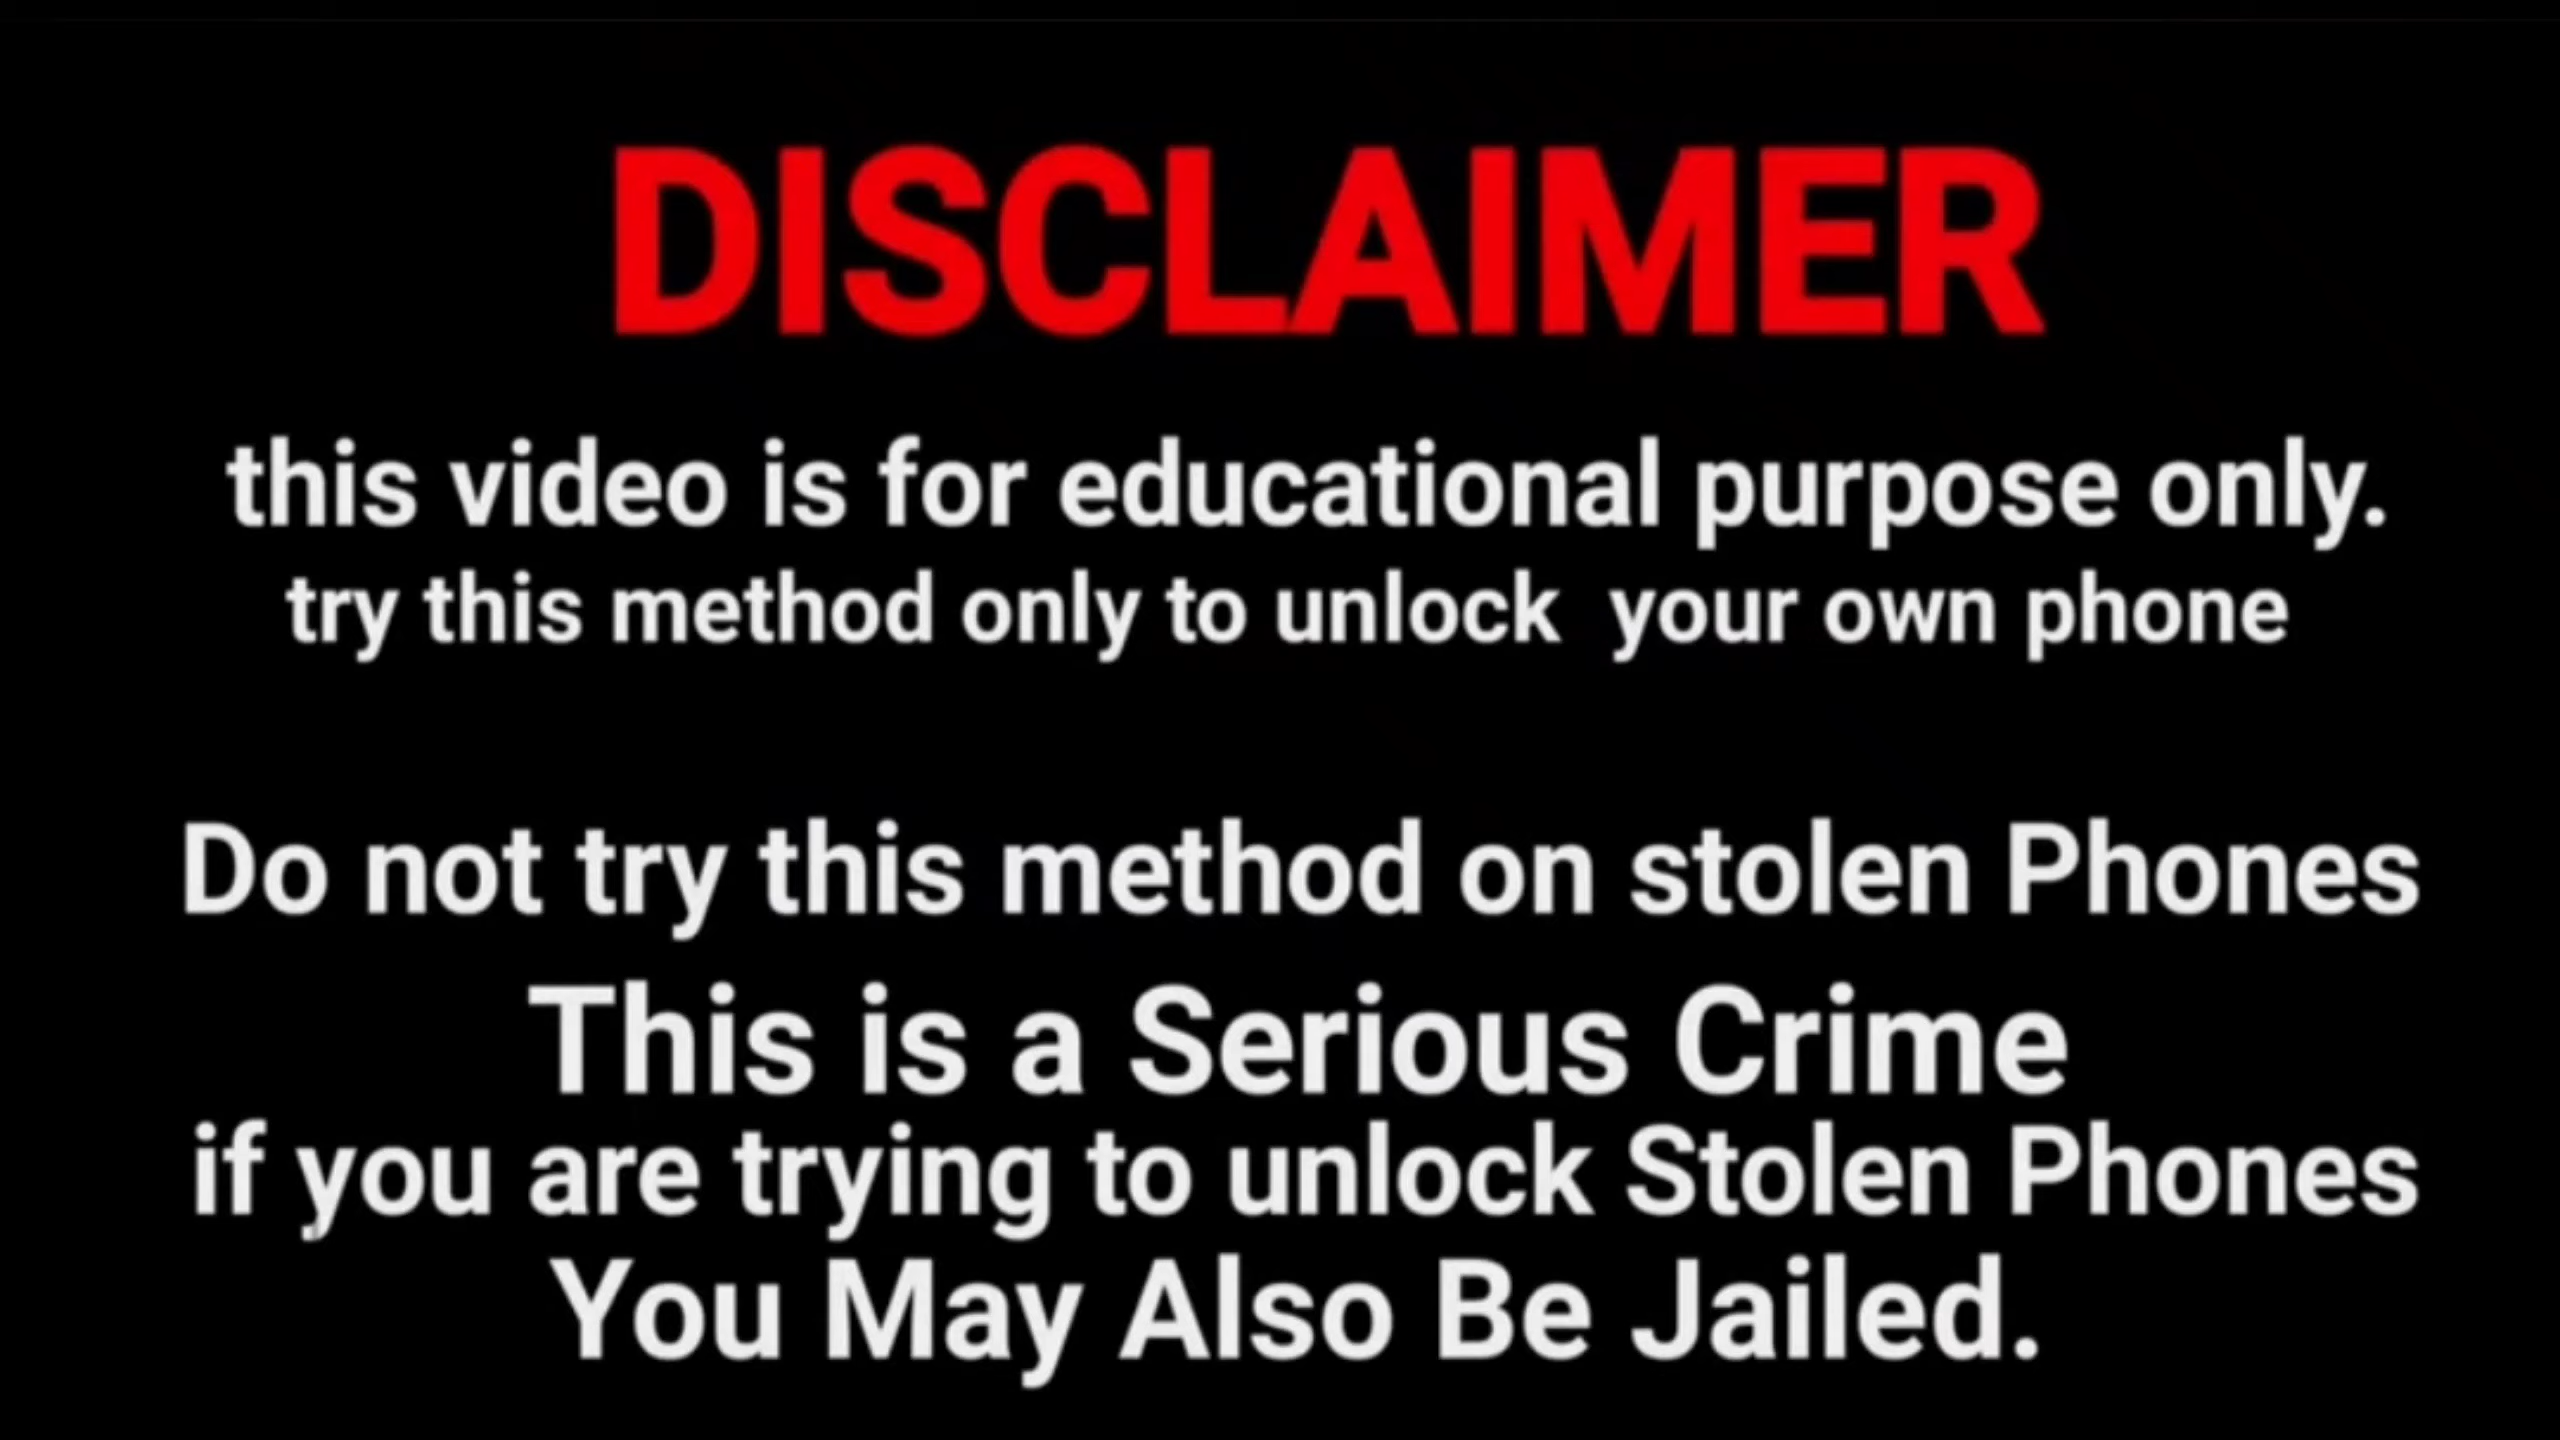 DISCLAIMER
this video is for educational purpose only.
try this method only to unlock  your own phone
Do not try this method on stolen Phones
This is a Serious Crime
if you are trying to unlock Stolen Phones
You May Also Be Jailed.